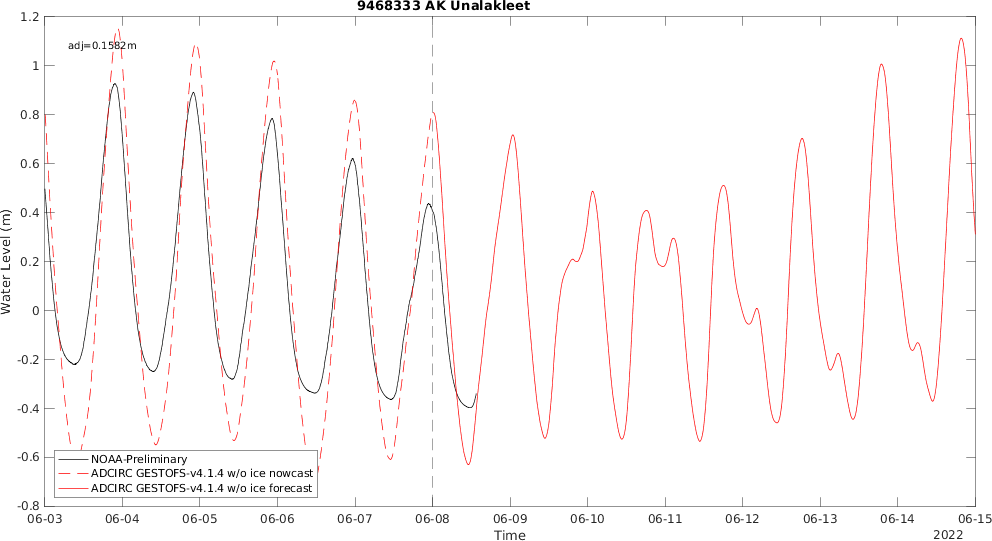 9468333 AK Unalakleet
adj=0.1582m
Water Level (m)
1.2
1
0.8
0.6
0.4
0.2
0
-0.2
-0.4
-0.6
-0.8
NOAA-Preliminary
ADCIRC GESTOFS-v4.1.4 w/o ice nowcast
ADCIRC GESTOFS-v4.1.4 w/o ice forecast
06-03 06-04 06-05 06-06 06-07 06-08 06-09 06-10 06-11 06-12 06-13 06-14 06-15
Time
2022